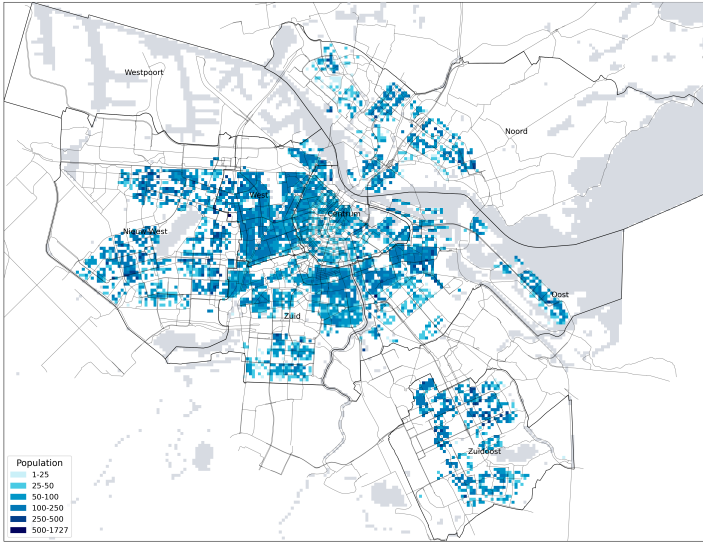 Westpoort
Noord
West
Centrum
Nieuw-West
Oost
Zuid
Zuidoost
Population
1-25
25-50
50-100
100-250
250-500
500-1727